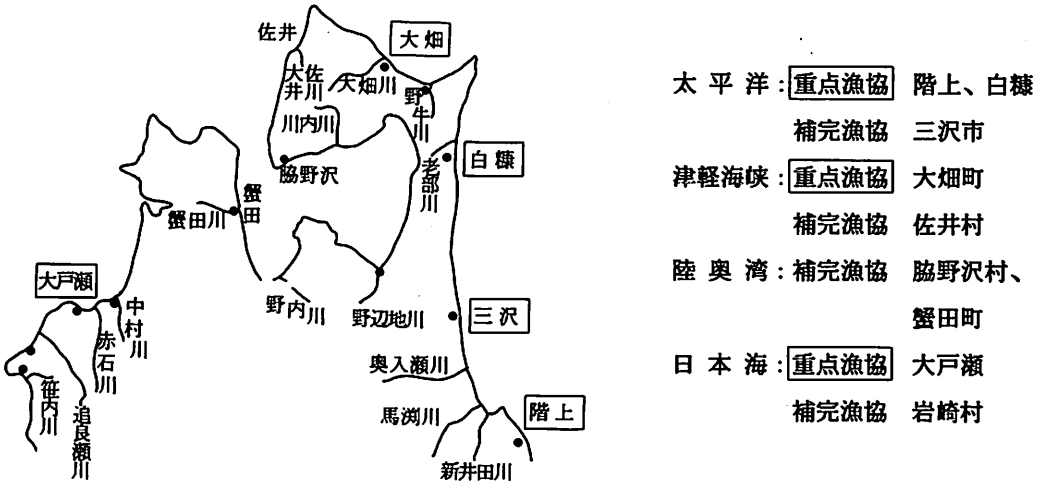 佐井
大畑
大佐井川
大畑川
野牛川
川内川
脇野沢
白糠
老部川
蟹田
蟹田川
大戸瀬
中村川
野内川
野辺地川
三沢
赤石川
奥入瀬川
笹内川
追良瀬川
馬渕川
階上
新井田川
太平洋：重点漁協 階上、白糠
補完漁協 三沢市
津軽海峡：重点漁協 大畑町
補完漁協 佐井村
陸奥湾：補完漁協 脇野沢村、
蟹田町
日本海：重点漁協 大戸瀬
補完漁協 岩崎村